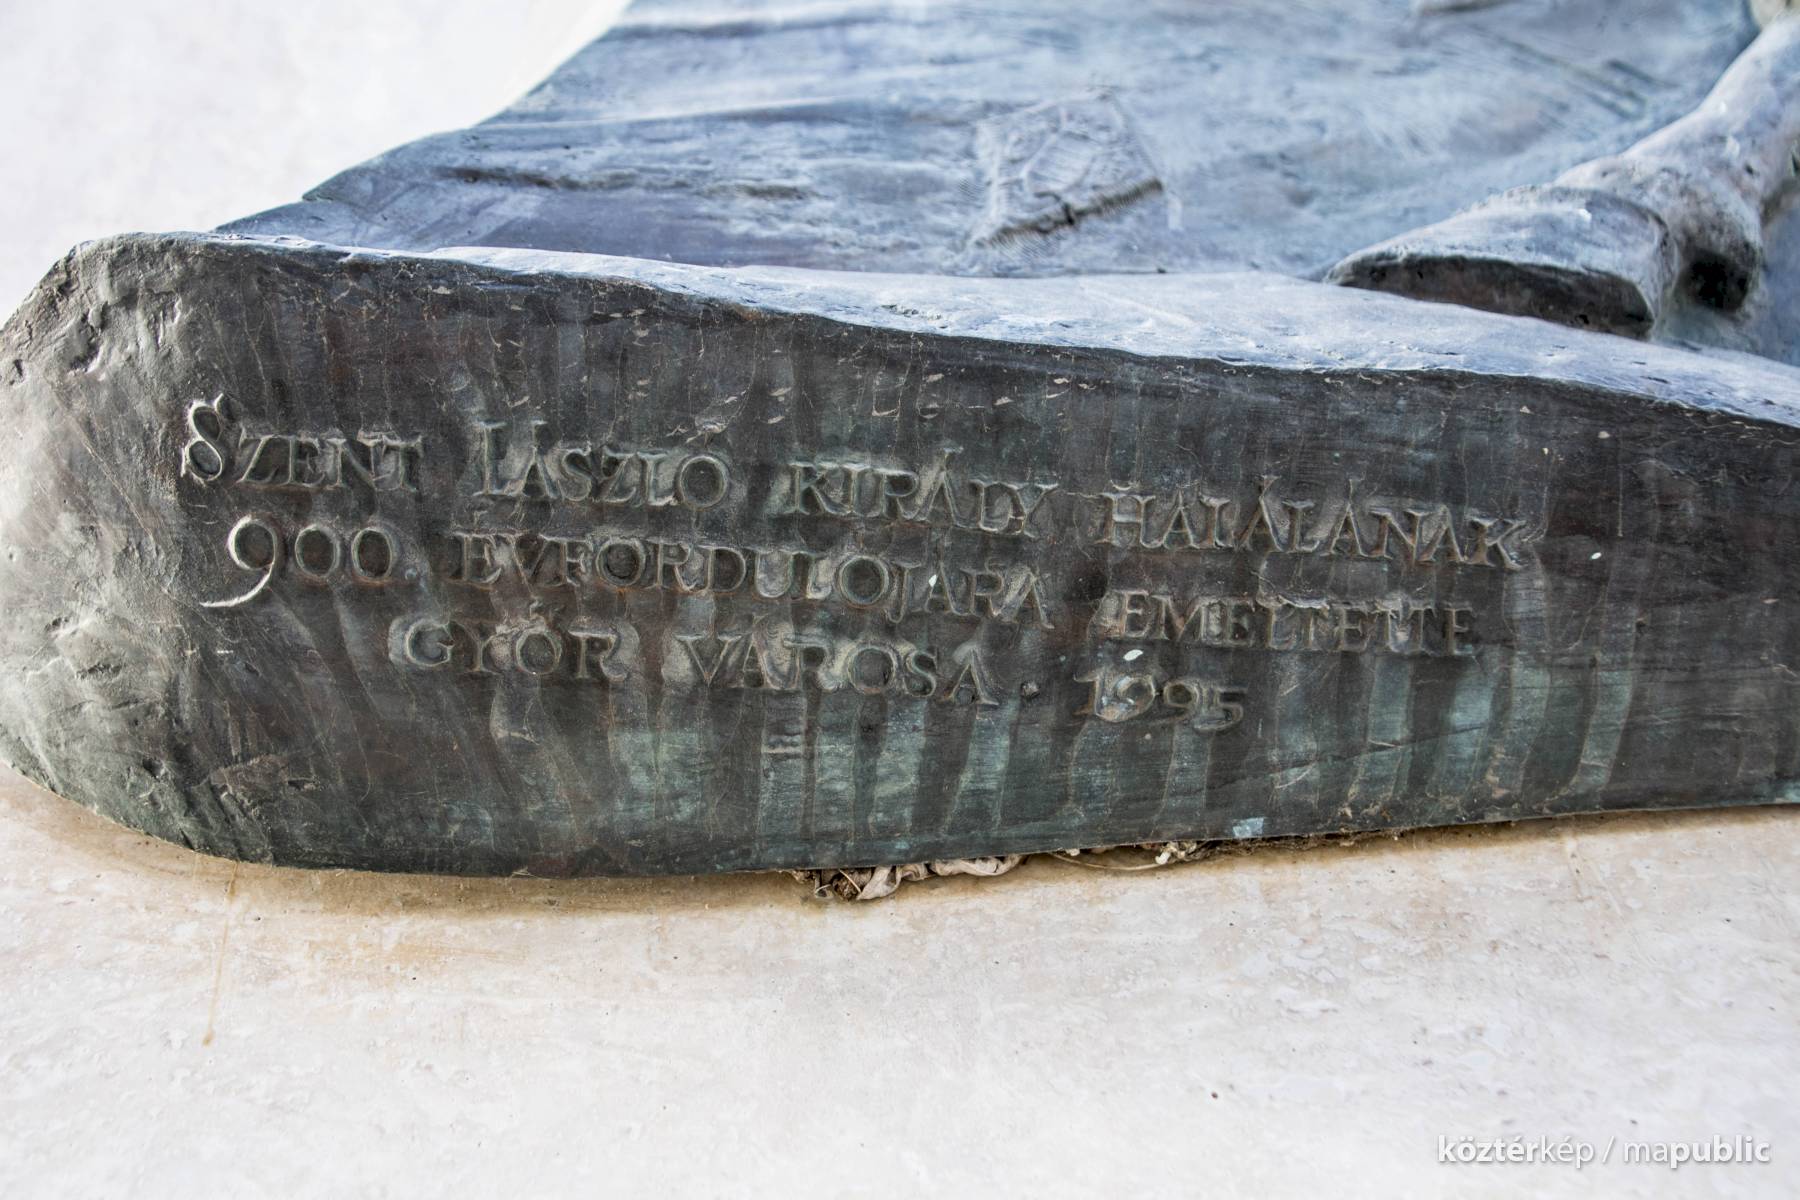 SZENT LÁSZLÓ KIRÁLY HALÁLÁNAK
900 ÉVFORDULÓJÁRA EMELTETTE
GYŐR VÁROSA . 1995
köztérkép / mapublic